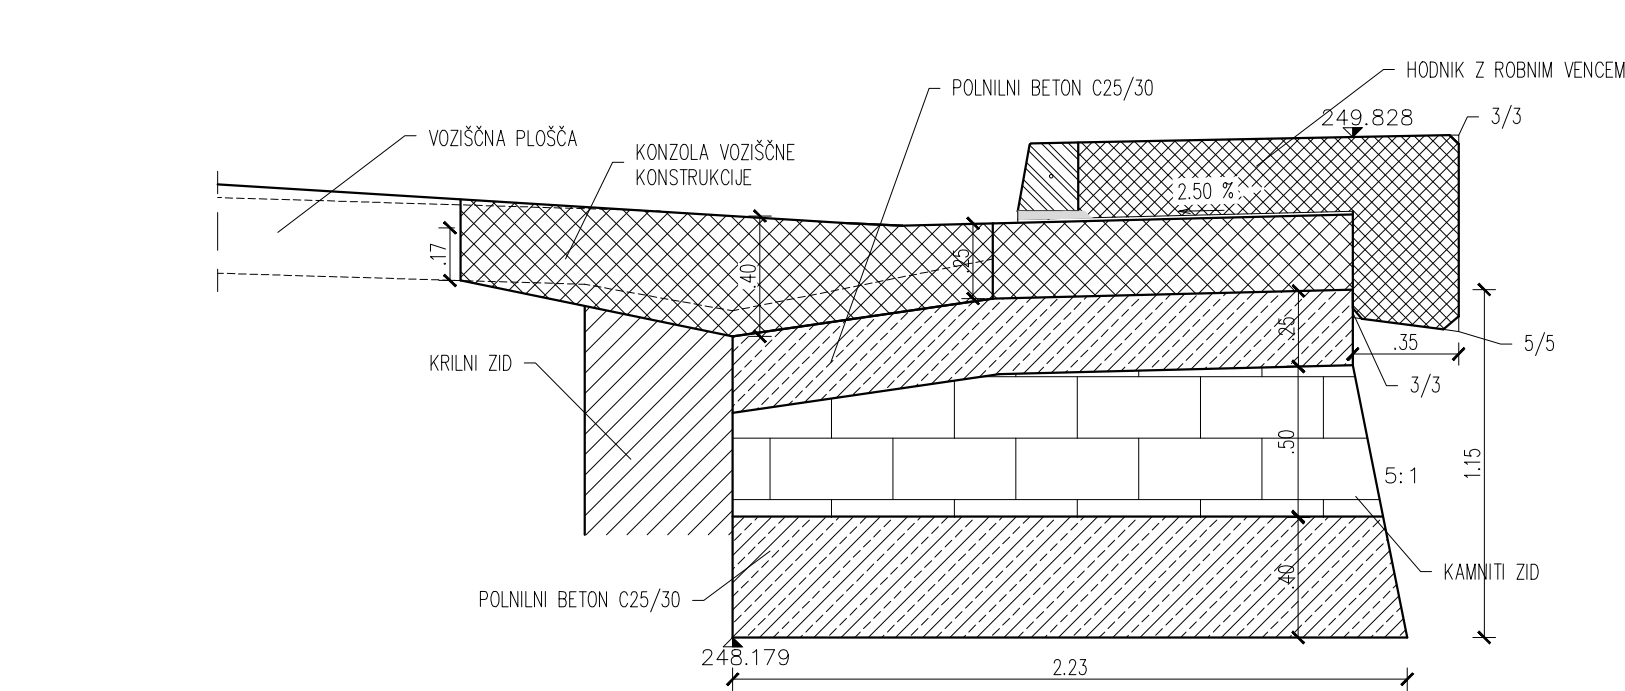 HODNIK Z ROBNIM VENCEM
POLNILNI BETON C25/30
249.828
3/3
VOZIŠČNA PLOŠČA
KONZOLA VOZIŠČNE
KONSTRUKCIJE
2.50 %
.17
.40
.25
.25
.35
5/5
KRILNI ZID
3/3
.50
5:1
1.15
.40
KAMNITI ZID
POLNILNI BETON C25/30
248.179
2.23